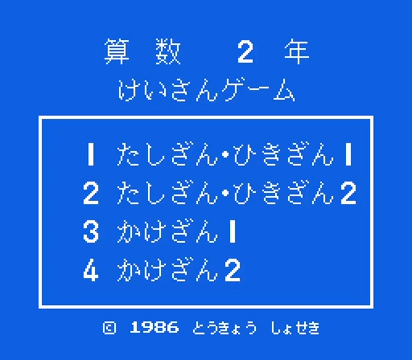 算数 2年
けいさんゲーム
1 たしざん・ひきざん1
2 たしざん・ひきざん2
3 かけざん1
4 かけざん2
© 1986 とうきょう しょせき